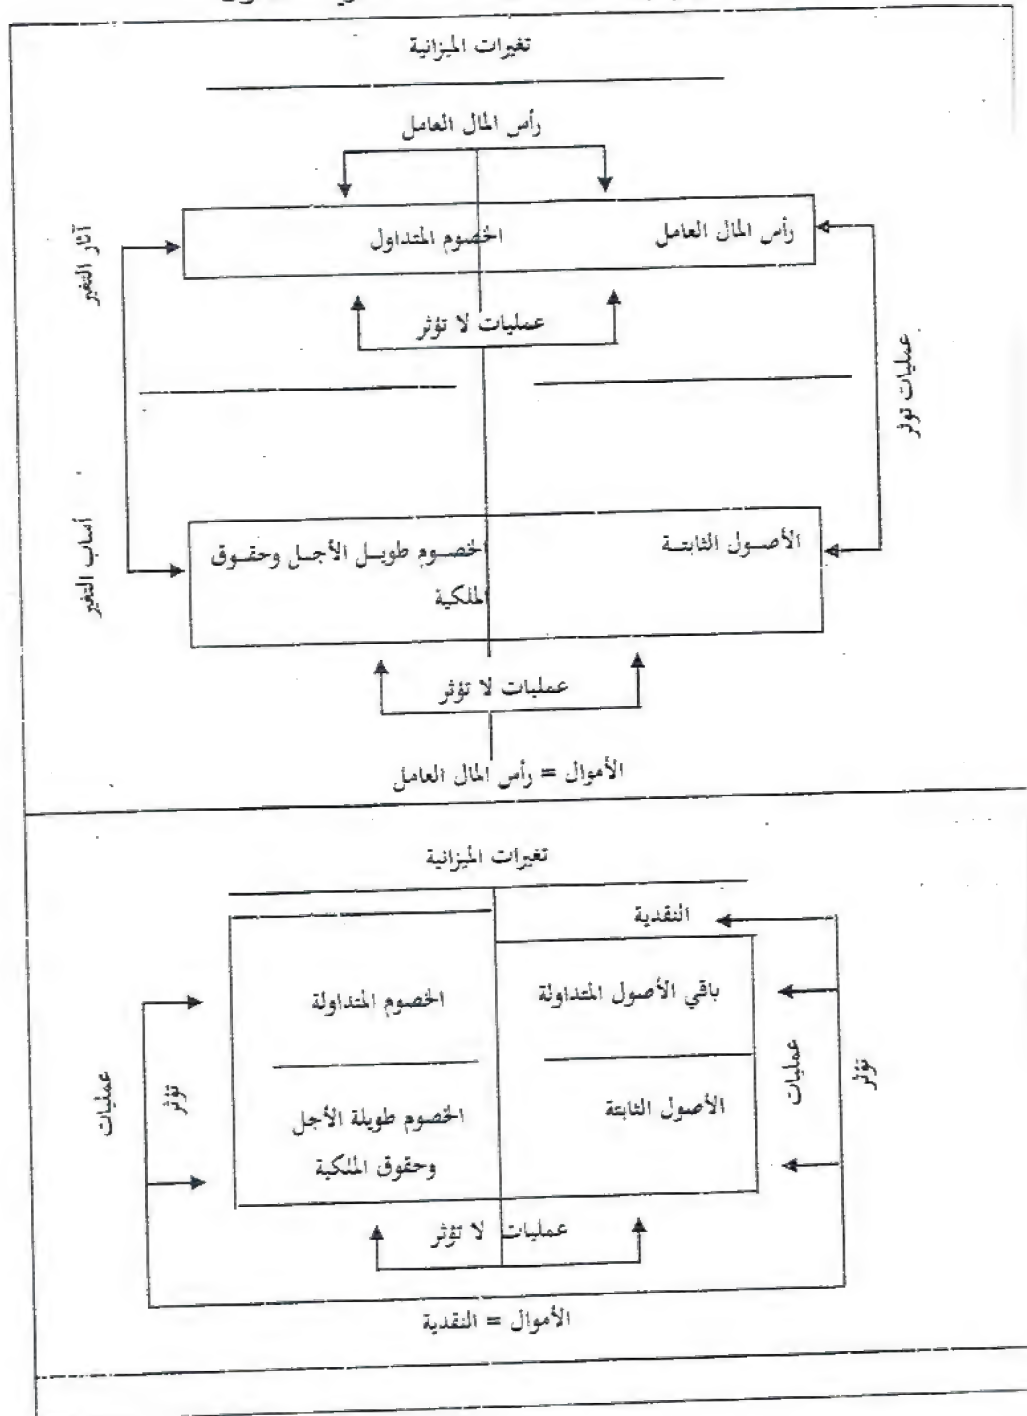 تغيرات الميزانية
رأس المال العامل
رأس المال العامل
الخصوم المتداول
آثار التغير
عمليات لا تؤثر
عمليات تؤثر
الأصول الثابتة
الخصوم طويل الأجل وحقوق
الملكية
أساب التغير
عمليات لا تؤثر
الأموال = رأس المال العامل
تغيرات الميزانية
النقدية
باقي الأصول المتداولة
الخصوم المتداولة
عمليات
تؤثر
عمليات
تؤثر
الأصول الثابتة
الخصوم طويلة الأجل
وحقوق الملكية
عمليات لا تؤثر
الأموال = النقدية